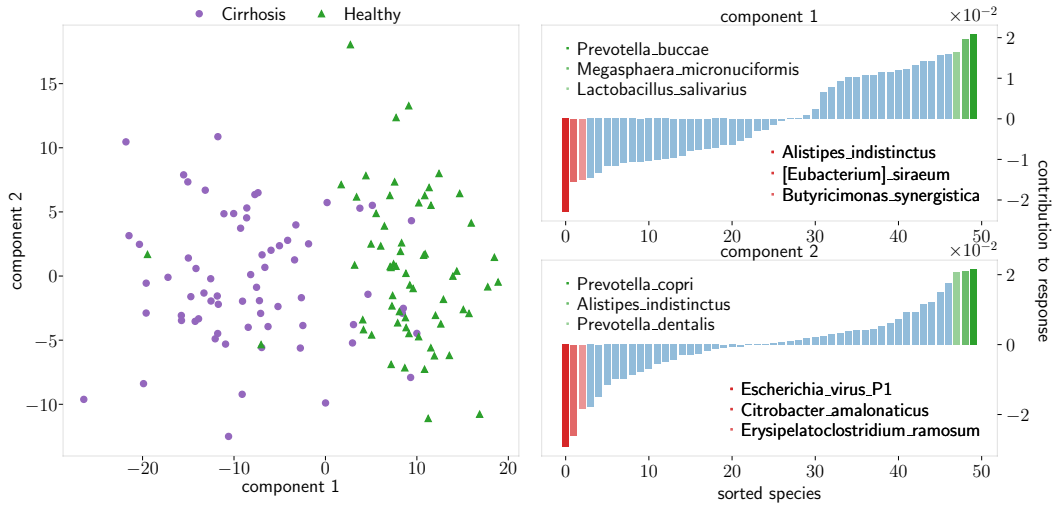 Cirrhosis Healthy
15
10
5
0
−5
−10
component 2
−20 −10 0 10 20
component 1
component 1
×10⁻²
Prevotella_buccae
Megasphaera_micronuciformis
Lactobacillus_salivarius
Alistipes_indistinctus
[Eubacterium]_siraeum
Butyricimonas_synergistica
2
1
0
−1
−2
0 10 20 30 40 50
component 2
×10⁻²
Prevotella_copri
Alistipes_indistinctus
Prevotella_dentalis
Escherichia_virus_P1
Citrobacter_amalonaticus
Erysipelatoclostridium_ramosum
2
0
−2
0 10 20 30 40 50
sorted species
contribution to response